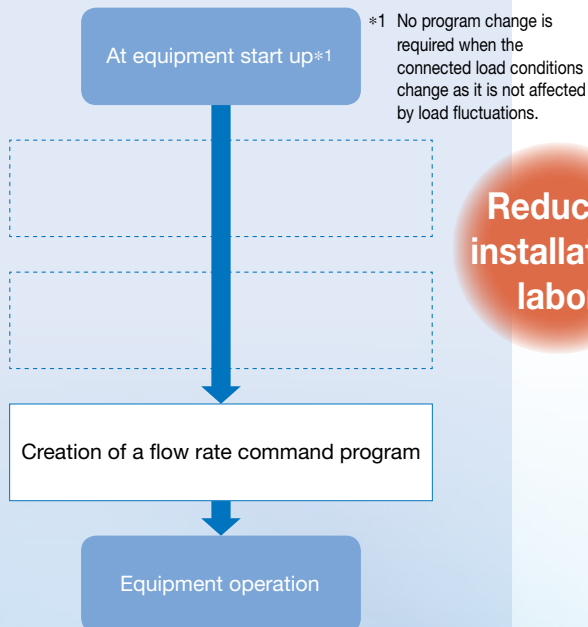 At equipment start up*1
*1 No program change is
required when the
connected load conditions
change as it is not affected
by load fluctuations.
Creation of a flow rate command program
Equipment operation